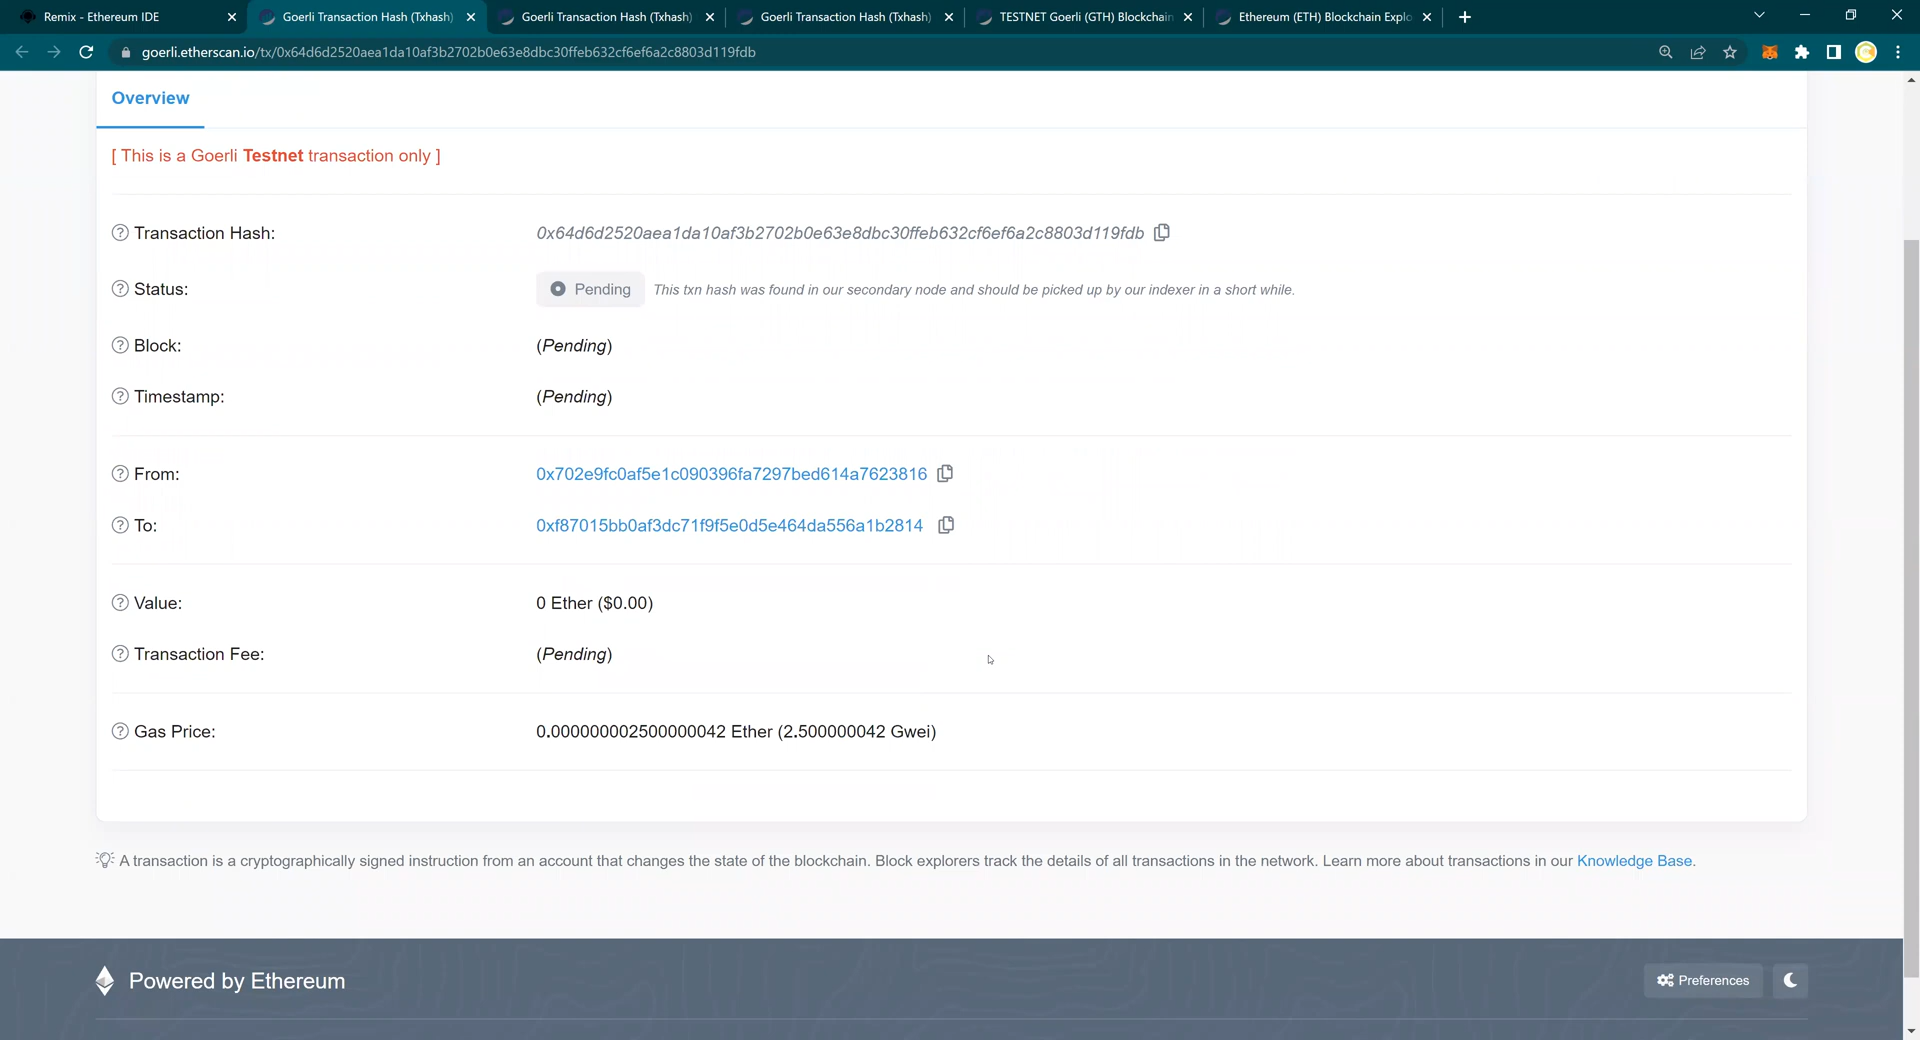 Remix - Ethereum IDE
Goerli Transaction Hash (Txhash)
Goerli Transaction Hash (Txhash)
Goerli Transaction Hash (Txhash)
TESTNET Goerli (GTH) Blockchain
Ethereum (ETH) Blockchain Explo
goerli.etherscan.io/tx/0x64d6d2520aea1da10af3b2702b0e63e8dbc30ffeb632cf6ef6a2c8803d119fdb
Overview
[ This is a Goerli Testnet transaction only ]
Transaction Hash:
0x64d6d2520aea1da10af3b2702b0e63e8dbc30ffeb632cf6ef6a2c8803d119fdb
Status:
Pending
This txn hash was found in our secondary node and should be picked up by our indexer in a short while.
Block:
(Pending)
Timestamp:
(Pending)
From:
0x702e9fc0af5e1c090396fa7297bed614a7623816
To:
0xf87015bb0af3dc71f9f5e0d5e464da556a1b2814
Value:
0 Ether ($0.00)
Transaction Fee:
(Pending)
Gas Price:
0.000000002500000042 Ether (2.500000042 Gwei)
A transaction is a cryptographically signed instruction from an account that changes the state of the blockchain. Block explorers track the details of all transactions in the network. Learn more about transactions in our Knowledge Base.
Powered by Ethereum
Preferences